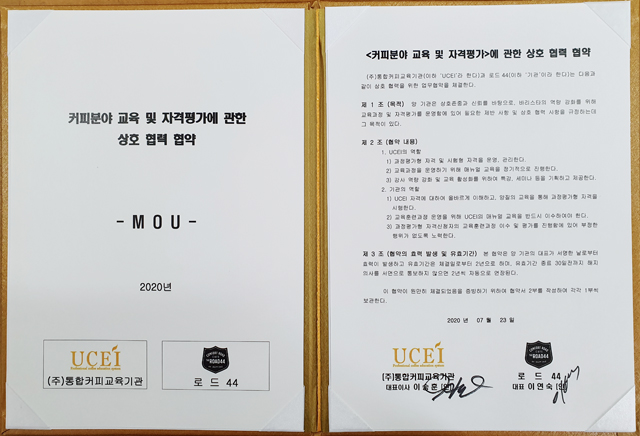 커피분야 교육 및 자격평가에 관한
상호 협력 협약
- M O U -
2020년
UCEI
Professional coffee education system
(주)통합커피교육기관
ROAD44
로 드 44
<커피분야 교육 및 자격평가>에 관한 상호 협력 협약
(주)통합커피교육기관(이하 'UCEI'라 한다)과 로드44(이하 '기관'이라 한다)는 다음과
같이 상호 협력을 위한 업무협약을 체결한다.
제 1 조 (목적) 양 기관은 상호존중과 신뢰를 바탕으로, 바리스타의 역량 강화를 위해
교육과정 및 자격평가를 운영함에 있어 필요한 제반 사항 및 상호 협력 사항을 규정하는데
그 목적이 있다.
제 2 조 (협약 내용)
1. UCEI의 역할
1) 과정평가형 자격 및 시험형 자격을 운영, 관리한다.
2) 교육과정을 운영하기 위해 매뉴얼 교육을 정기적으로 진행한다.
3) 강사 역량 강화 및 교육 활성화를 위하여 특강, 세미나 등을 기획하고 제공한다.
2. 기관의 역할
1) UCEI 자격에 대하여 올바르게 이해하고, 양질의 교육을 통해 과정평가형 자격을
시행한다.
2) 교육훈련과정 운영을 위해 UCEI의 매뉴얼 교육을 반드시 이수하여야 한다.
3) 과정평가형 자격신청자의 교육훈련과정 이수 및 평가를 진행함에 있어 부정한
행위가 없도록 노력한다.
제 3 조 (협약의 효력 발생 및 유효기간) 본 협약은 양 기관의 대표가 서명한 날로부터
효력이 발생하고 유효기간은 체결일로부터 2년으로 하며, 유효기간 종료 30일전까지 해지
의사를 서면으로 통보하지 않으면 2년씩 자동으로 연장된다.
이 협약이 원만히 체결되었음을 증빙하기 위하여 협약서 2부를 작성하여 각각 1부씩
보관한다.
2020 년 07 월 23 일
UCEI
Professional coffee education system
(주)통합커피교육기관
대표이사 이승훈 [인]
ROAD44
로 드 44
대표 이연숙 [인]